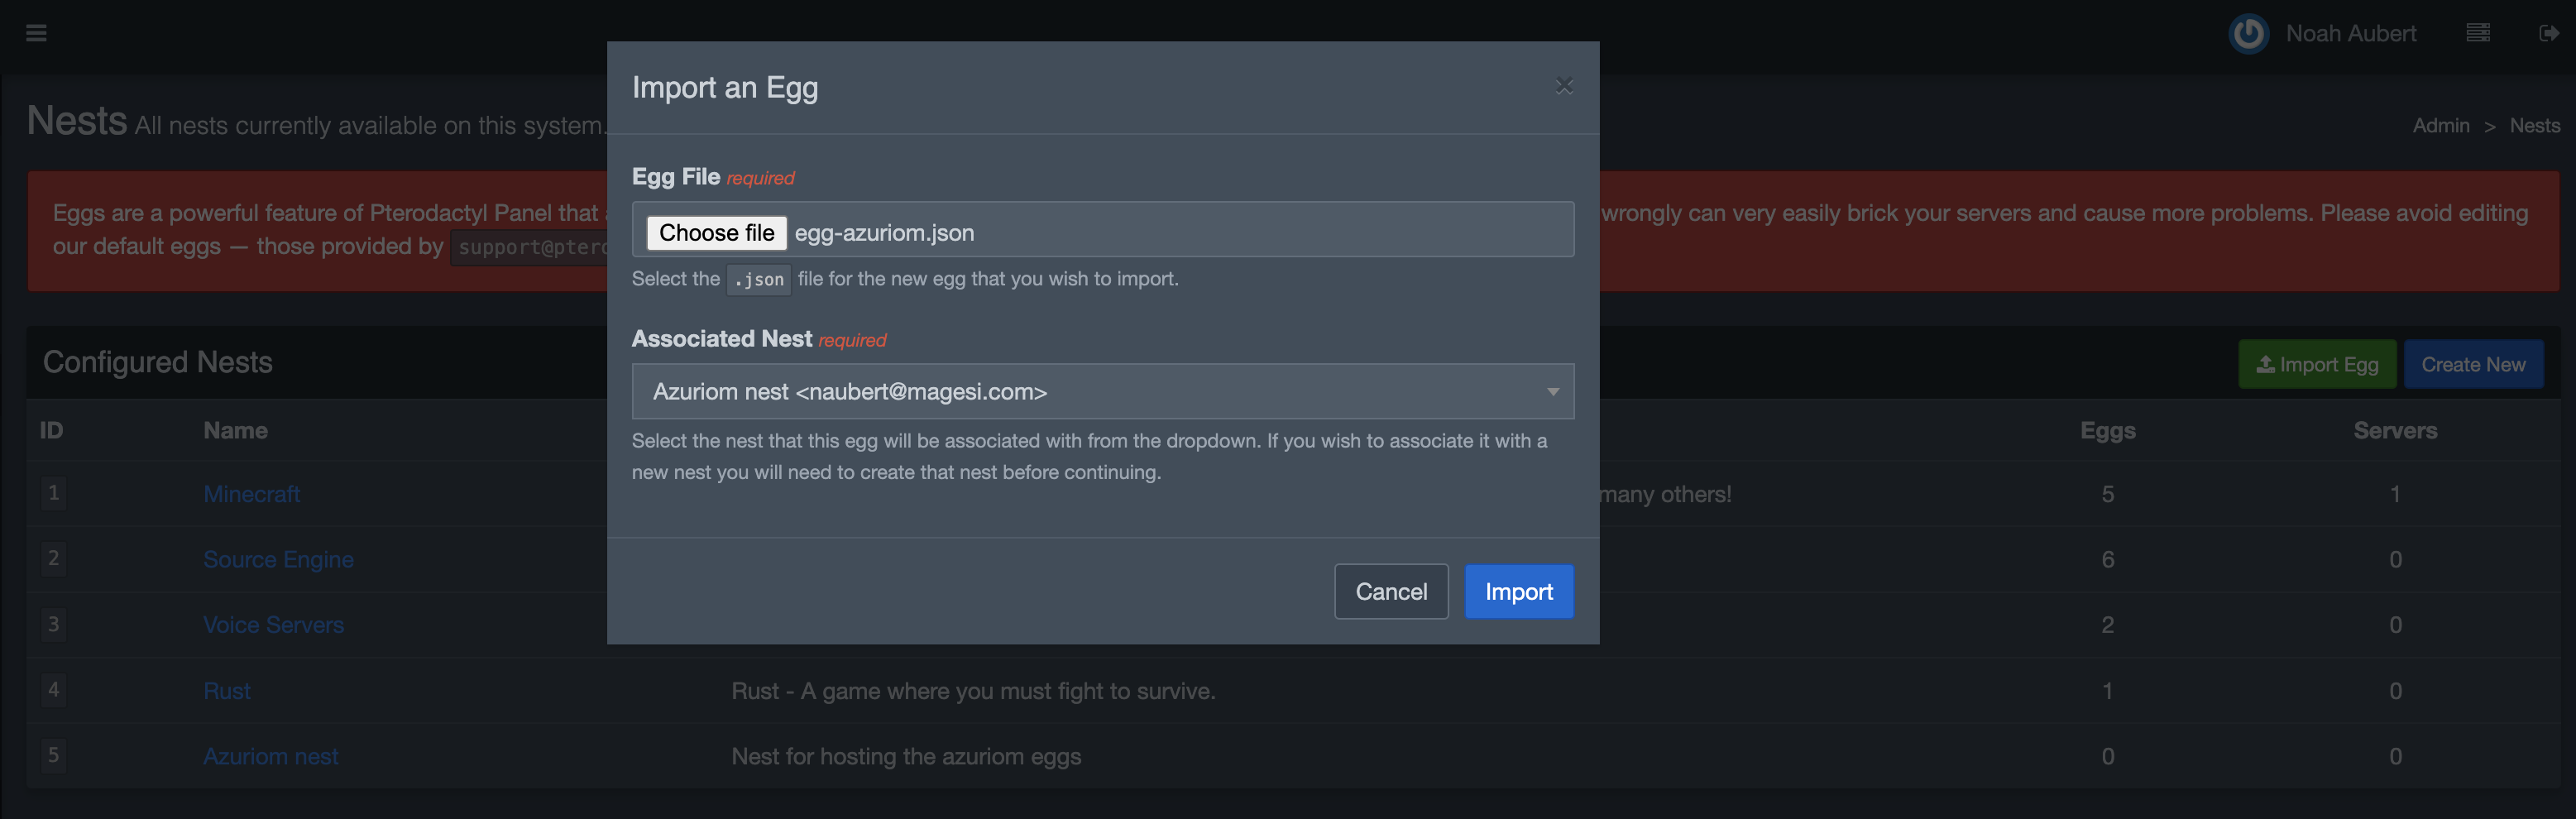 Noah Aubert
Import an Egg
Nests All nests currently available on this system.
Admin > Nests
Egg File required
Choose file egg-azuriom.json
Select the .json file for the new egg that you wish to import.
Eggs are a powerful feature of Pterodactyl Panel that
wrongly can very easily brick your servers and cause more problems. Please avoid editing
our default eggs — those provided by
Associated Nest required
Azuriom nest <naubert@magesi.com>
Select the nest that this egg will be associated with from the dropdown. If you wish to associate it with a
new nest you will need to create that nest before continuing.
Cancel Import
Configured Nests
Import Egg Create New
ID Name Eggs Servers
1 Minecraft many others! 5 1
2 Source Engine 6 0
3 Voice Servers 2 0
4 Rust Rust - A game where you must fight to survive. 1 0
5 Azuriom nest Nest for hosting the azuriom eggs 0 0